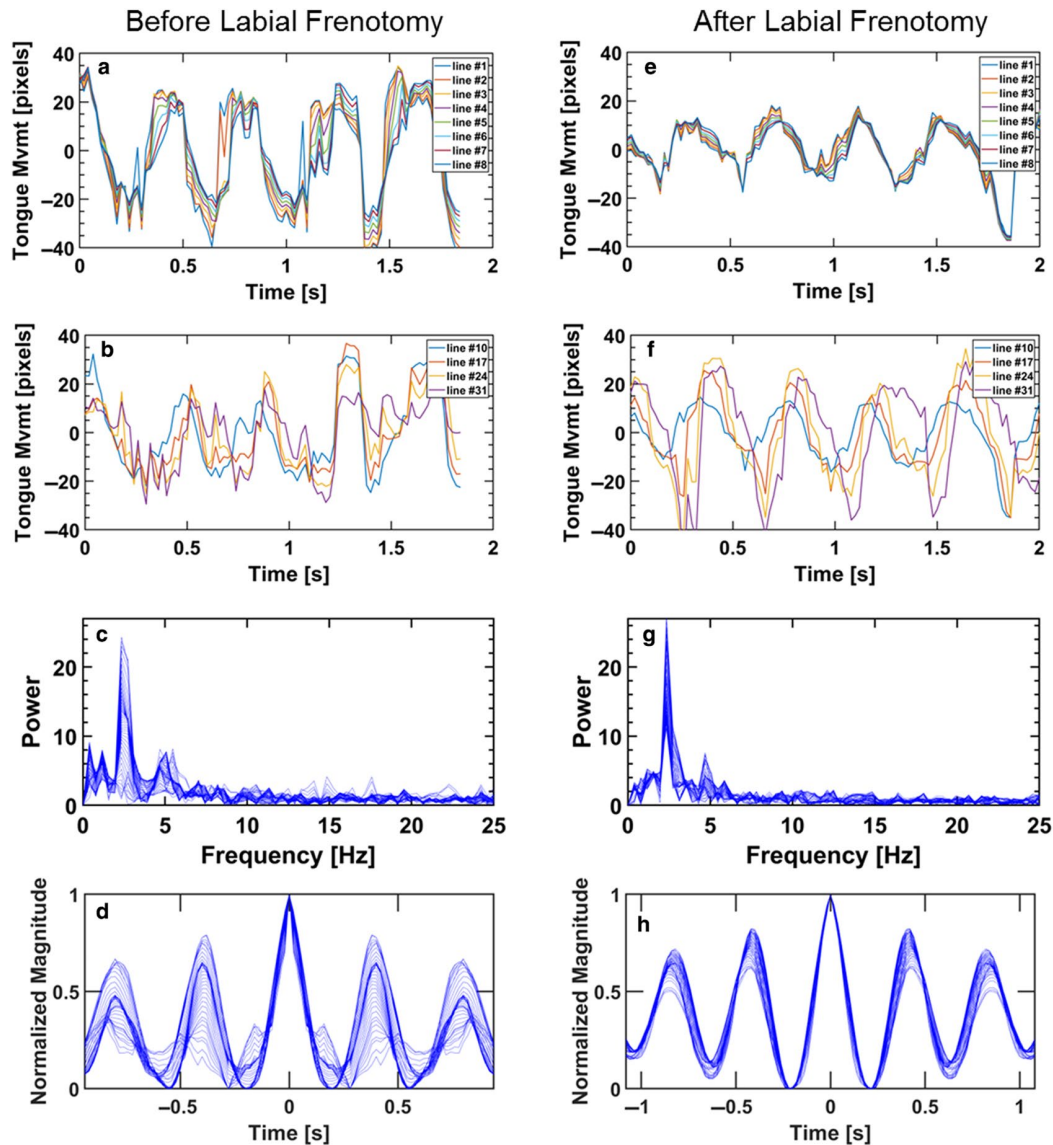 Before Labial Frenotomy
After Labial Frenotomy
a
Tongue Mvmt [pixels]
40
20
0
−20
−40
0
0.5
1
1.5
2
Time [s]
line #1
line #2
line #3
line #4
line #5
line #6
line #7
line #8
e
Tongue Mvmt [pixels]
40
20
0
−20
−40
0
0.5
1
1.5
2
Time [s]
line #1
line #2
line #3
line #4
line #5
line #6
line #7
line #8
b
Tongue Mvmt [pixels]
40
20
0
−20
−40
0
0.5
1
1.5
2
Time [s]
line #10
line #17
line #24
line #31
f
Tongue Mvmt [pixels]
40
20
0
−20
−40
0
0.5
1
1.5
2
Time [s]
line #10
line #17
line #24
line #31
c
Power
20
10
0
0
5
10
15
20
25
Frequency [Hz]
g
Power
20
10
0
0
5
10
15
20
25
Frequency [Hz]
d
Normalized Magnitude
1
0.5
0
−0.5
0
0.5
Time [s]
h
Normalized Magnitude
1
0.5
0
−1
−0.5
0
0.5
1
Time [s]